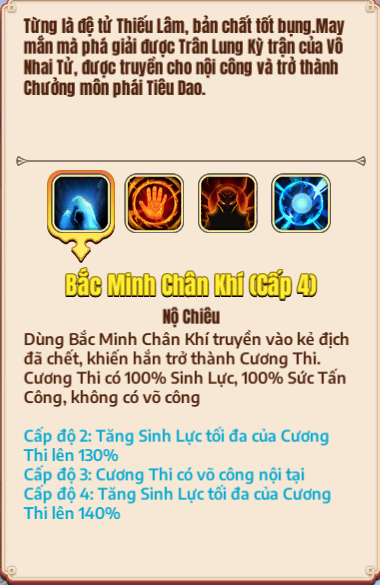 Từng là đệ tử Thiếu Lâm, bản chất tốt bụng.May
mắn mà phá giải được Trân Lung Kỳ trận của Vô
Nhai Tử, được truyền cho nội công và trở thành
Chưởng môn phái Tiêu Dao.
Bắc Minh Chân Khí (Cấp 4)
Nộ Chiêu
Dùng Bắc Minh Chân Khí truyền vào kẻ địch
đã chết, khiến hắn trở thành Cương Thi.
Cương Thi có 100% Sinh Lực, 100% Sức Tấn
Công, không có võ công
Cấp độ 2: Tăng Sinh Lực tối đa của Cương
Thi lên 130%
Cấp độ 3: Cương Thi có võ công nội tại
Cấp độ 4: Tăng Sinh Lực tối đa của Cương
Thi lên 140%